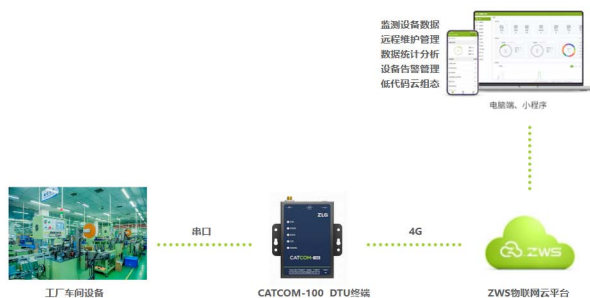 监测设备数据
远程维护管理
数据统计分析
设备告警管理
低代码云组态
电脑端、小程序
串口
ZLG
CATCOM-100
4G
ZWS
工厂车间设备
CATCOM-100 DTU终端
ZWS物联网云平台